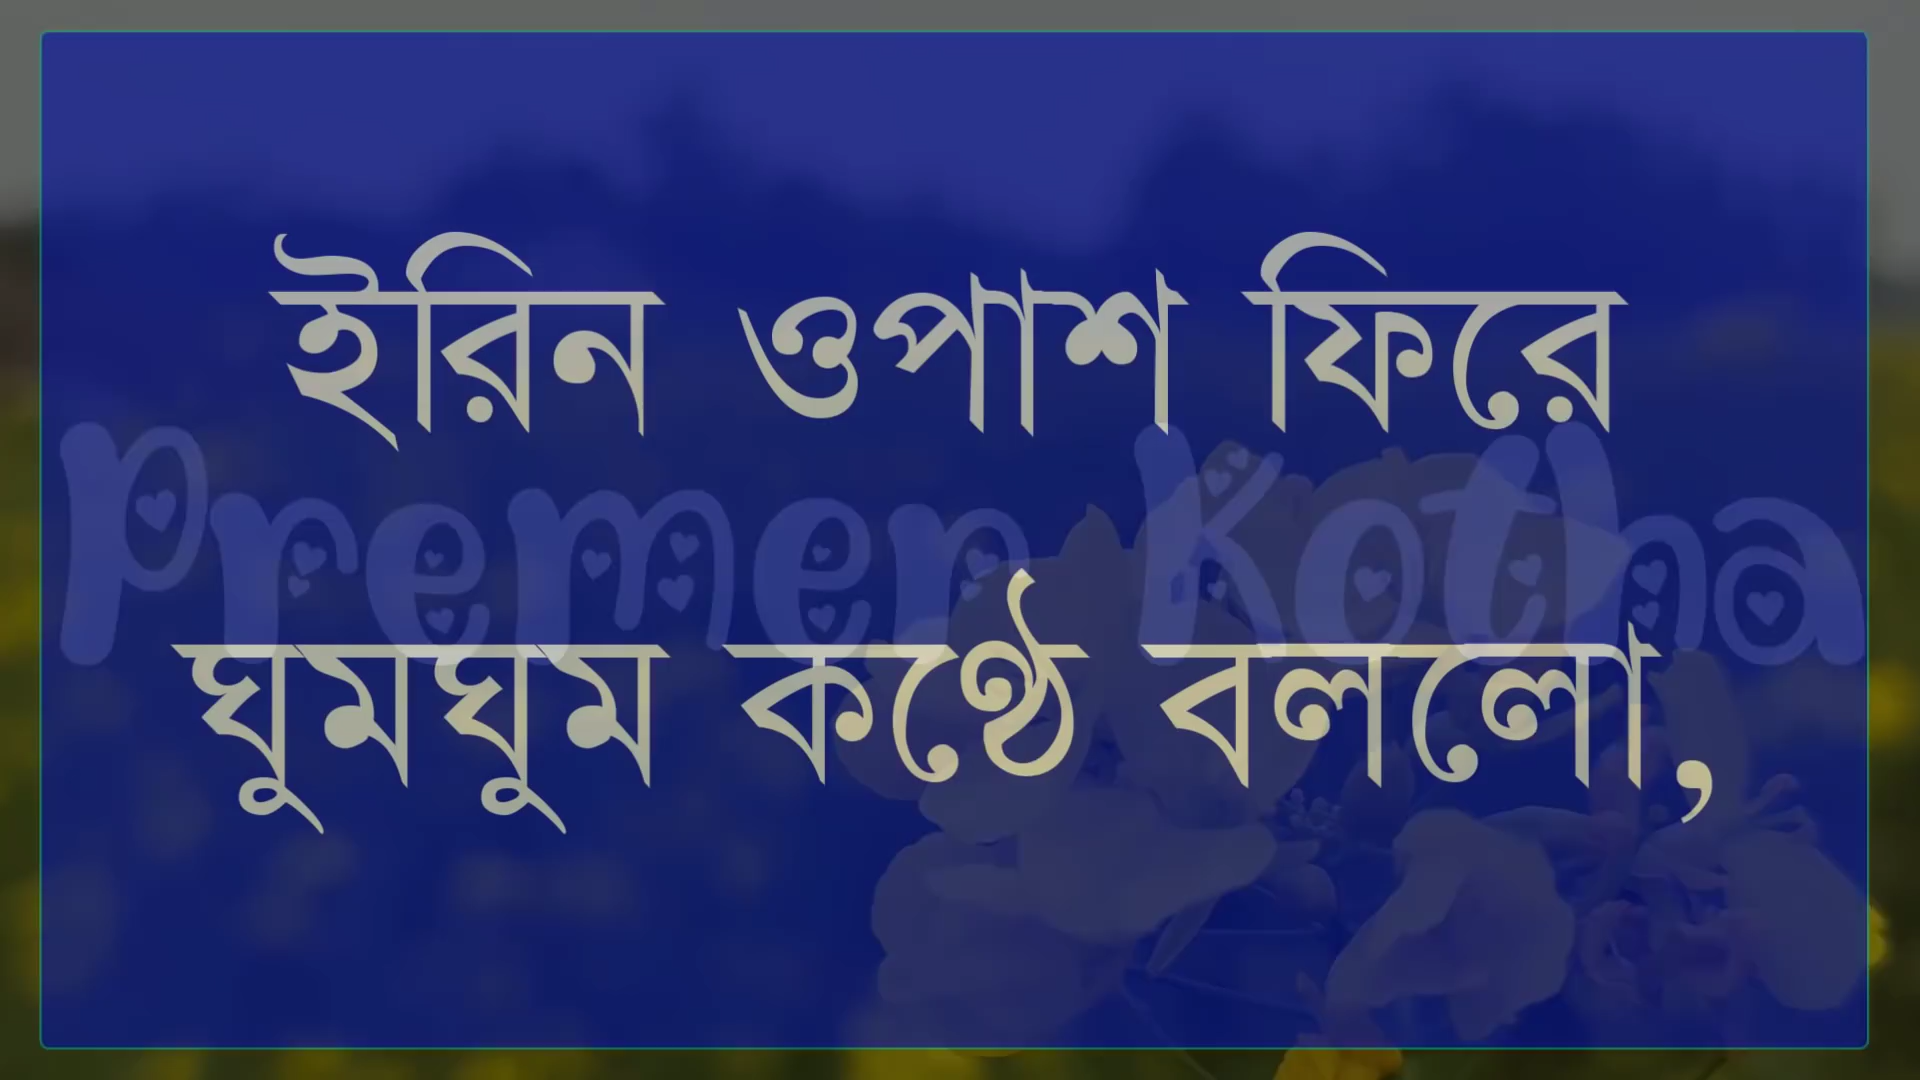 ইরিন ওপাশ ফিরে
Premer Kotha
ঘুমঘুম কণ্ঠে বললো,